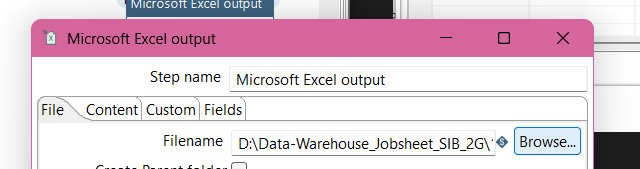 Microsoft Excel output
Microsoft Excel output
Step name Microsoft Excel output
File Content Custom Fields
Filename D:\Data-Warehouse_Jobsheet_SIB_2G\ Browse...
Create Parent folder